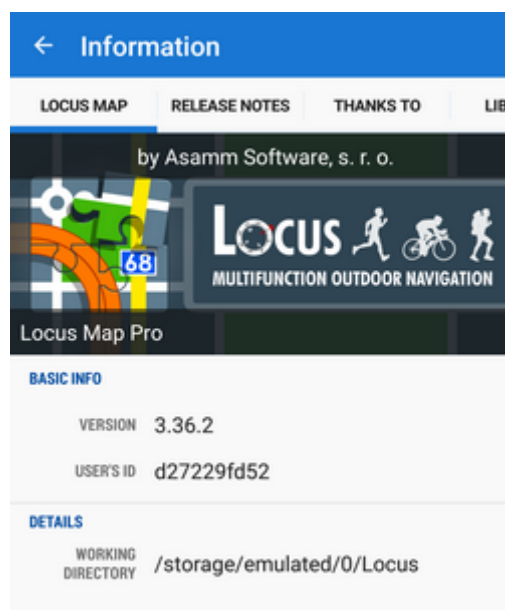 Information
LOCUS MAP RELEASE NOTES THANKS TO LIB
by Asamm Software, s. r. o.
68
LOCUS
MULTIFUNCTION OUTDOOR NAVIGATION
Locus Map Pro
BASIC INFO
VERSION 3.36.2
USER'S ID d27229fd52
DETAILS
WORKING
DIRECTORY /storage/emulated/0/Locus